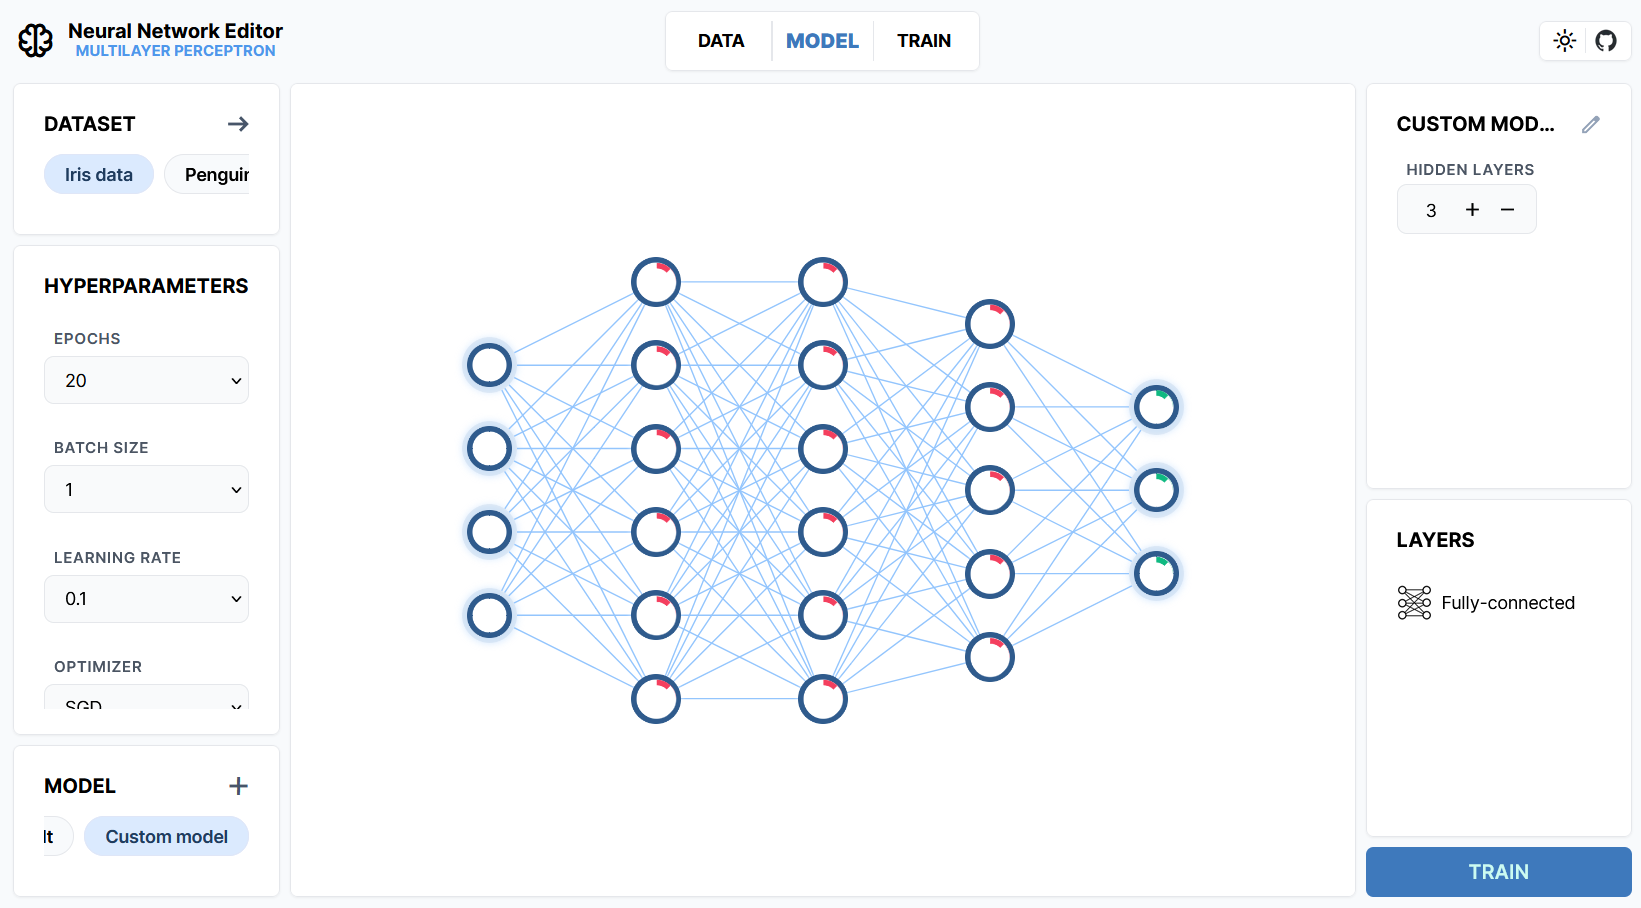 Neural Network Editor
MULTILAYER PERCEPTRON
DATA
MODEL
TRAIN
DATASET
Iris data
Penguin
HYPERPARAMETERS
EPOCHS
20
BATCH SIZE
1
LEARNING RATE
0.1
OPTIMIZER
SGD
MODEL
lt
Custom model
CUSTOM MOD...
HIDDEN LAYERS
3 + −
LAYERS
Fully-connected
TRAIN